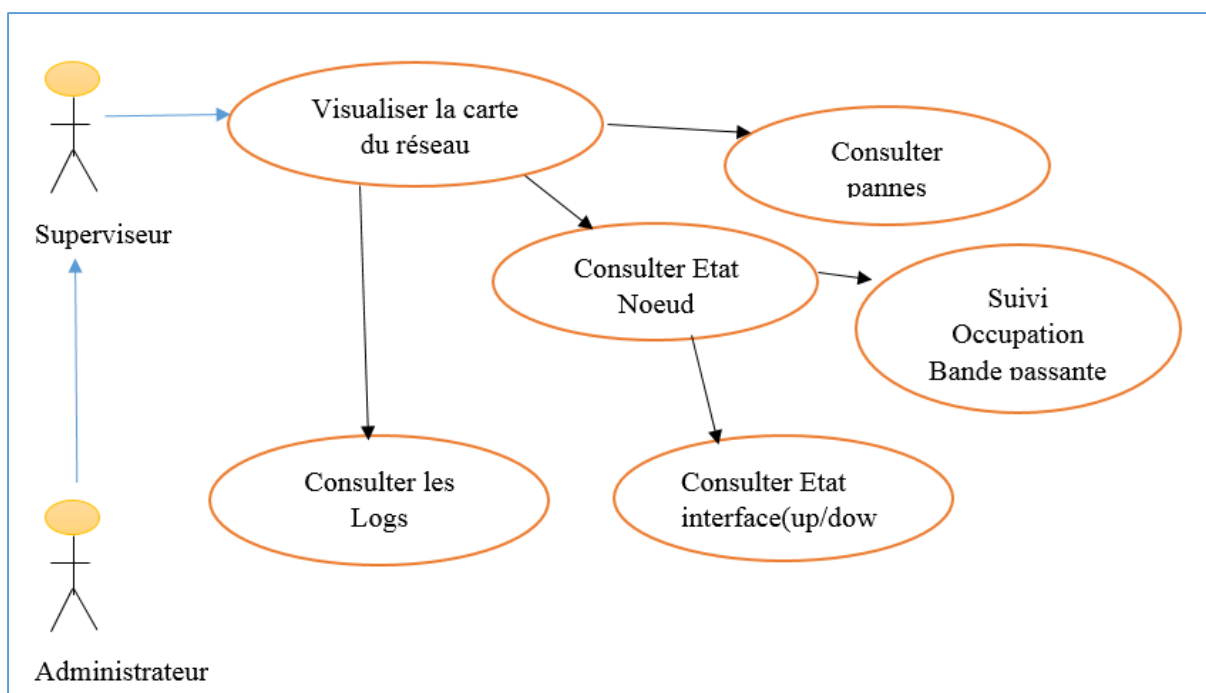 Visualiser la carte
du réseau
Consulter
pannes
Superviseur
Consulter Etat
Noeud
Suivi
Occupation
Bande passante
Consulter les
Logs
Consulter Etat
interface(up/dow
Administrateur